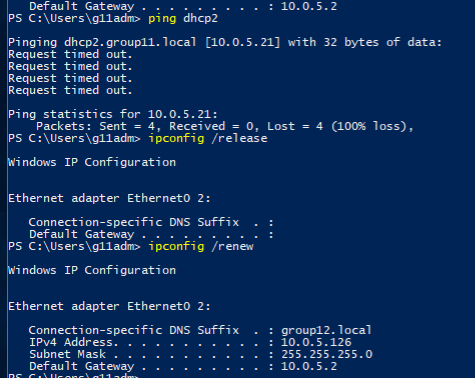 Default Gateway . . . . . . . . . : 10.0.5.2
PS C:\Users\g11adm> ping dhcp2
Pinging dhcp2.group11.local [10.0.5.21] with 32 bytes of data:
Request timed out.
Request timed out.
Request timed out.
Request timed out.
Ping statistics for 10.0.5.21:
Packets: Sent = 4, Received = 0, Lost = 4 (100% loss),
PS C:\Users\g11adm> ipconfig /release
Windows IP Configuration
Ethernet adapter Ethernet0 2:
Connection-specific DNS Suffix  . :
Default Gateway . . . . . . . . . :
PS C:\Users\g11adm> ipconfig /renew
Windows IP Configuration
Ethernet adapter Ethernet0 2:
Connection-specific DNS Suffix  . : group12.local
IPv4 Address. . . . . . . . . . . : 10.0.5.126
Subnet Mask . . . . . . . . . . . : 255.255.255.0
Default Gateway . . . . . . . . . : 10.0.5.2
PS C:\Users\g11adm>